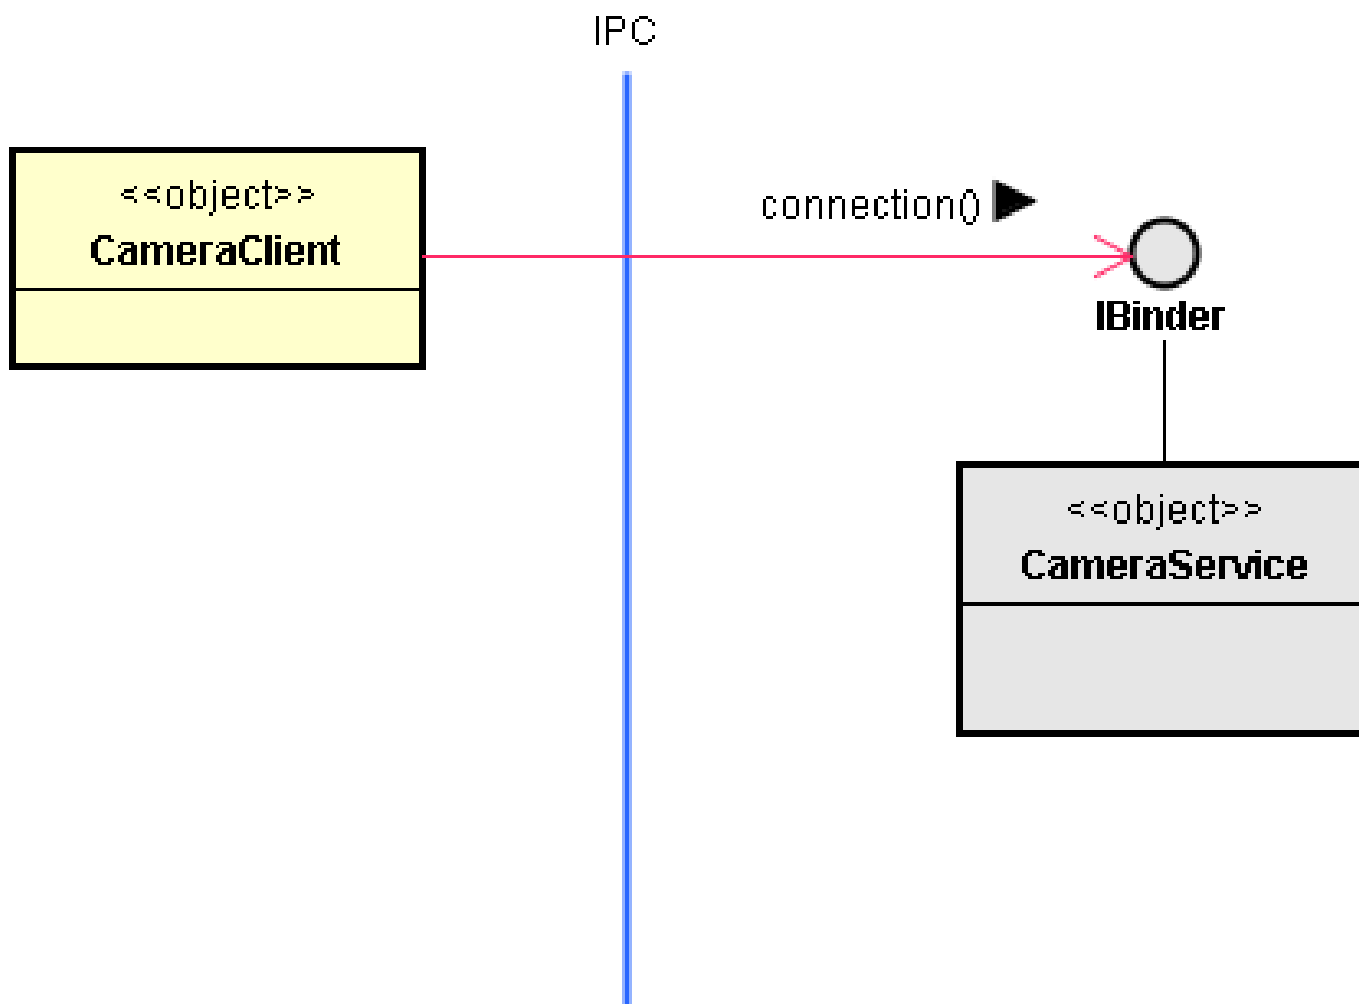 IPC
<<object>>
CameraClient
connection()
IBinder
<<object>>
CameraService